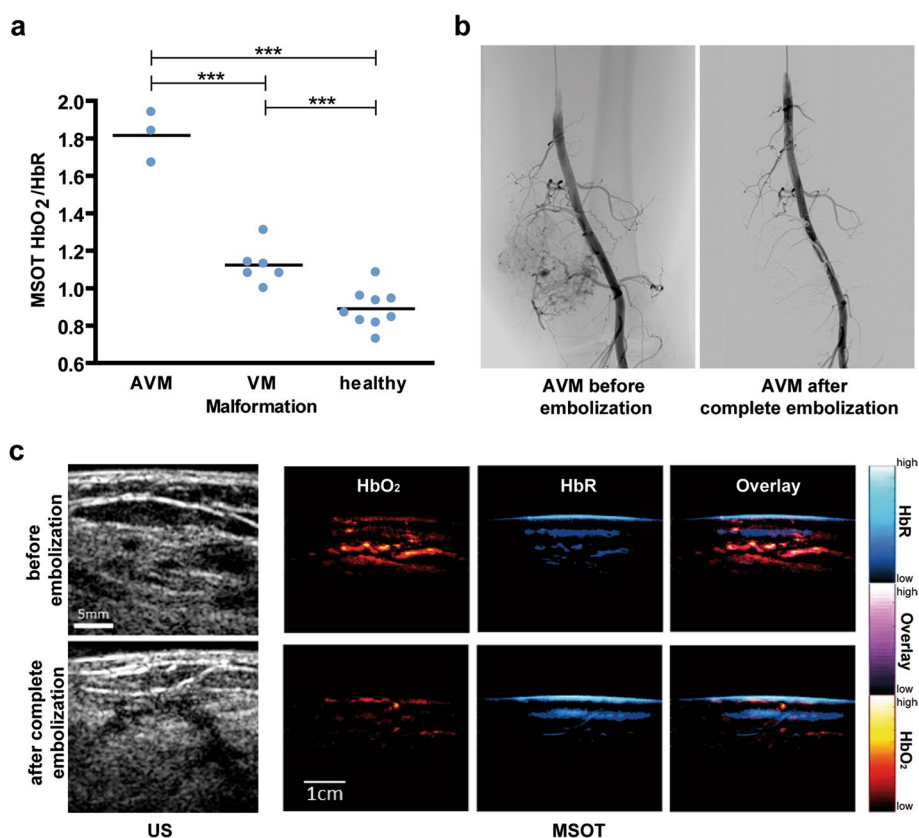 a
***
***
***
MSOT HbO₂/HbR
2.0
1.8
1.6
1.4
1.2
1.0
0.8
0.6
AVM
VM
healthy
Malformation
b
AVM before
embolization
AVM after
complete embolization
c
before
embolization
5mm
HbO₂
HbR
Overlay
after complete
embolization
1cm
US
MSOT
high
HbR
low
high
Overlay
low
high
HbO₂
low